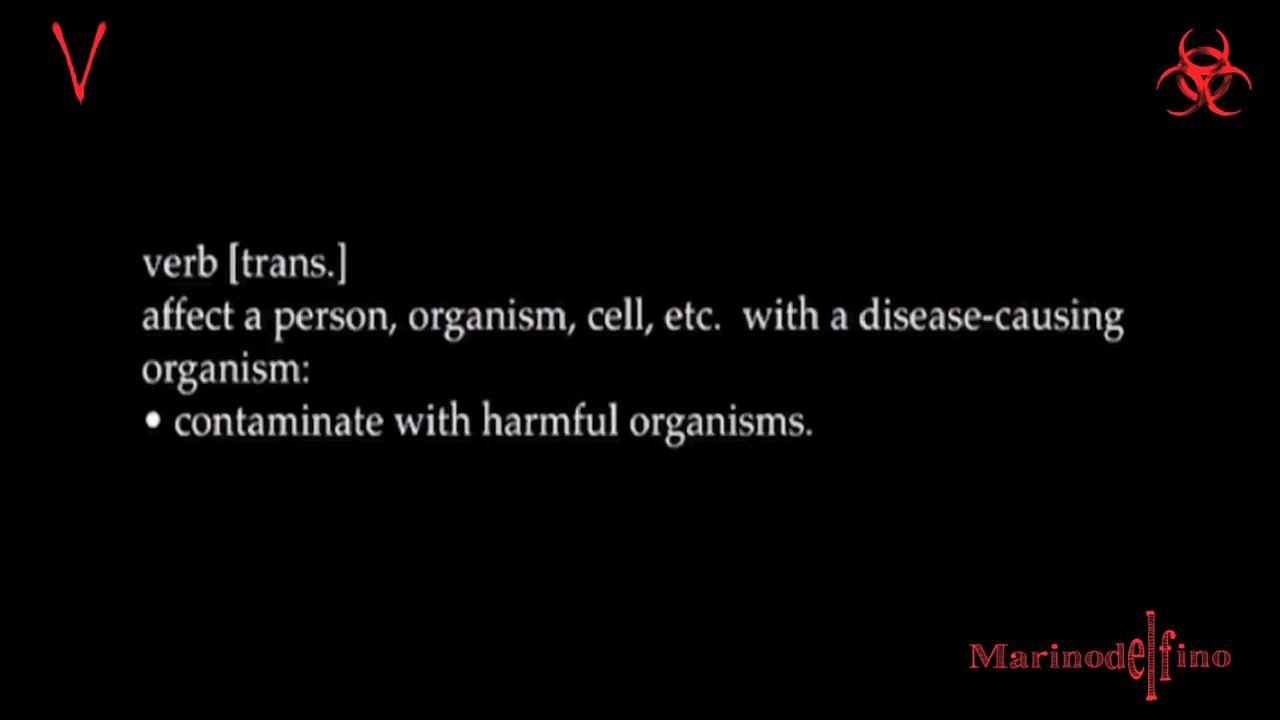 V
verb [trans.]
affect a person, organism, cell, etc.  with a disease-causing
organism:
• contaminate with harmful organisms.
Marinodelfino